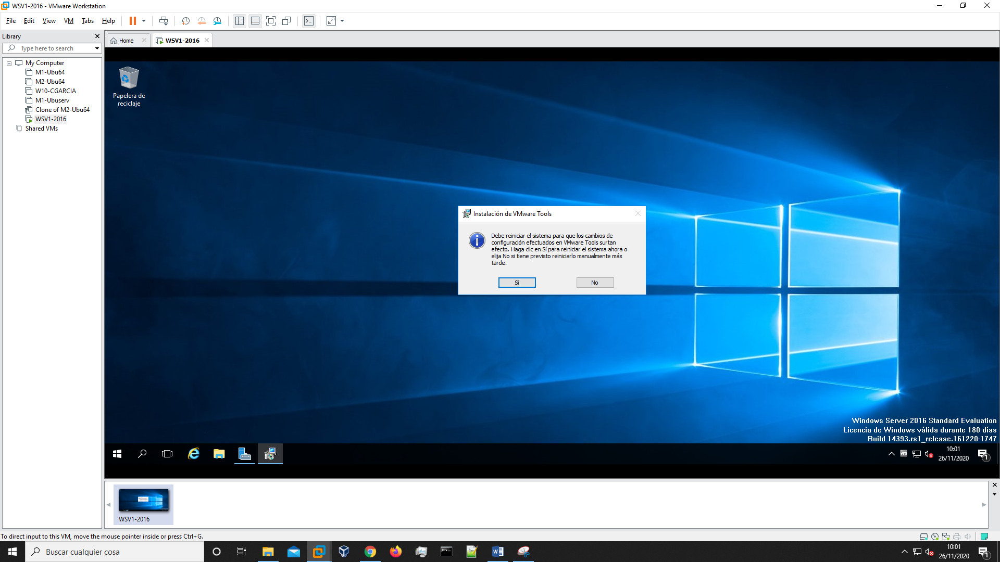 WSV1-2016 - VMware Workstation
File Edit View VM Tabs Help
Library
Type here to search
My Computer
M1-Ubu64
M2-Ubu64
W10-CGARCIA
M1-Ubuserv
Clone of M2-Ubu64
WSV1-2016
Shared VMs
Home
WSV1-2016
Papelera de
reciclaje
Instalación de VMware Tools
Debe reiniciar el sistema para que los cambios de
configuración efectuados en VMware Tools surtan
efecto. Haga clic en Sí para reiniciar el sistema ahora o
elija No si tiene previsto reiniciarlo manualmente más
tarde.
Sí
No
Windows Server 2016 Standard Evaluation
Licencia de Windows válida durante 180 días
Build 14393.rs1_release.161220-1747
vm
10:01
26/11/2020
1
WSV1-2016
To direct input to this VM, move the mouse pointer inside or press Ctrl+G.
Buscar cualquier cosa
10:01
26/11/2020
1